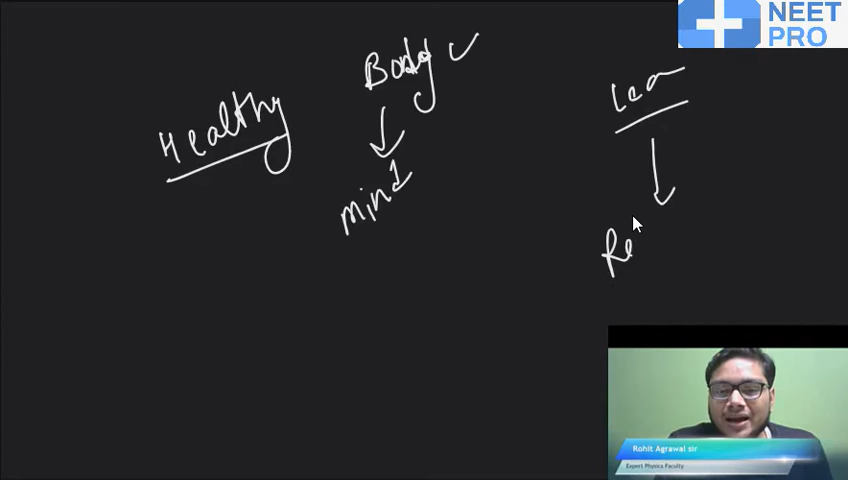 NEET
PRO
Healthy
Body
mind
Lea
Re
Rohit Agrawal sir
Expert Physics Faculty